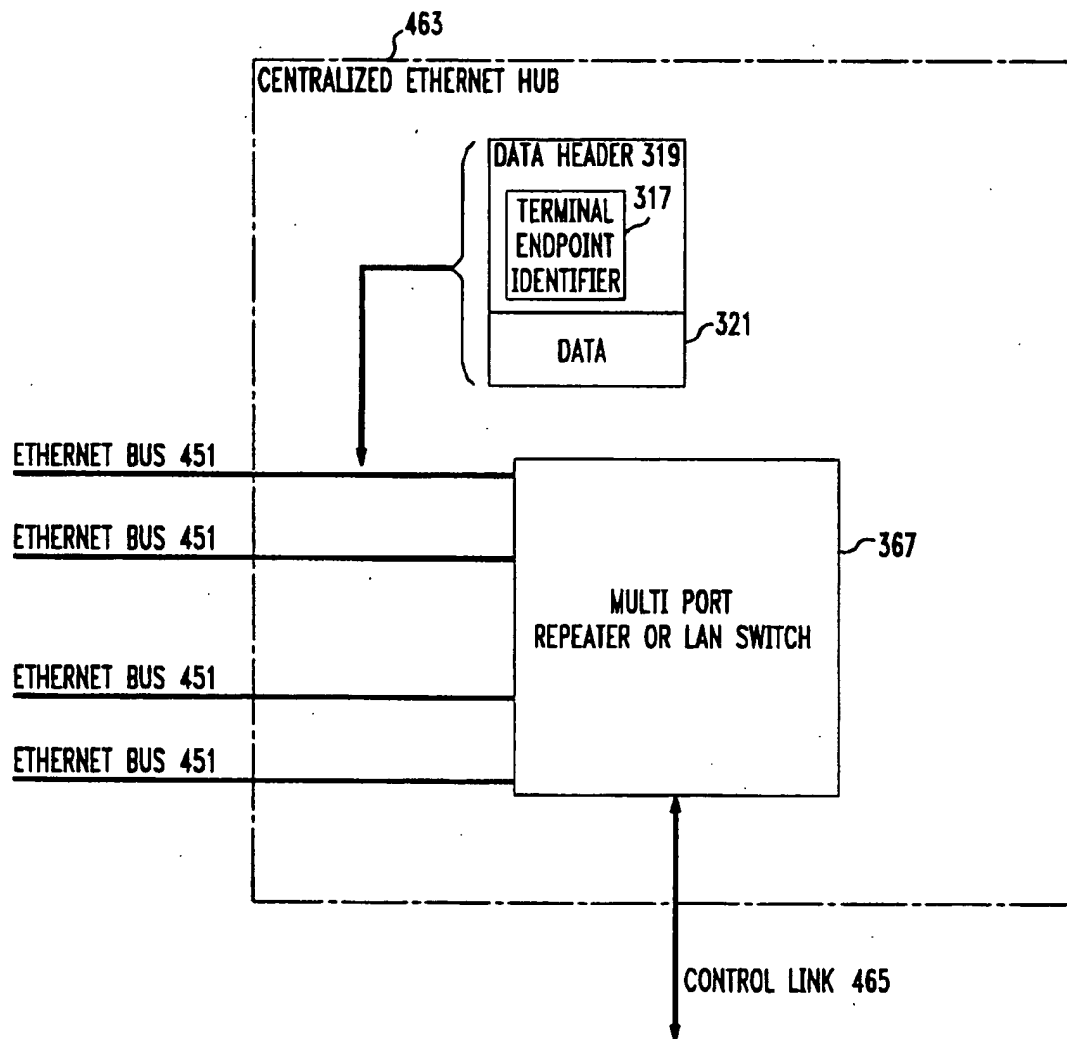 463
CENTRALIZED ETHERNET HUB
DATA HEADER 319
317
TERMINAL
ENDPOINT
IDENTIFIER
321
DATA
ETHERNET BUS 451
ETHERNET BUS 451
367
MULTI PORT
REPEATER OR LAN SWITCH
ETHERNET BUS 451
ETHERNET BUS 451
CONTROL LINK 465